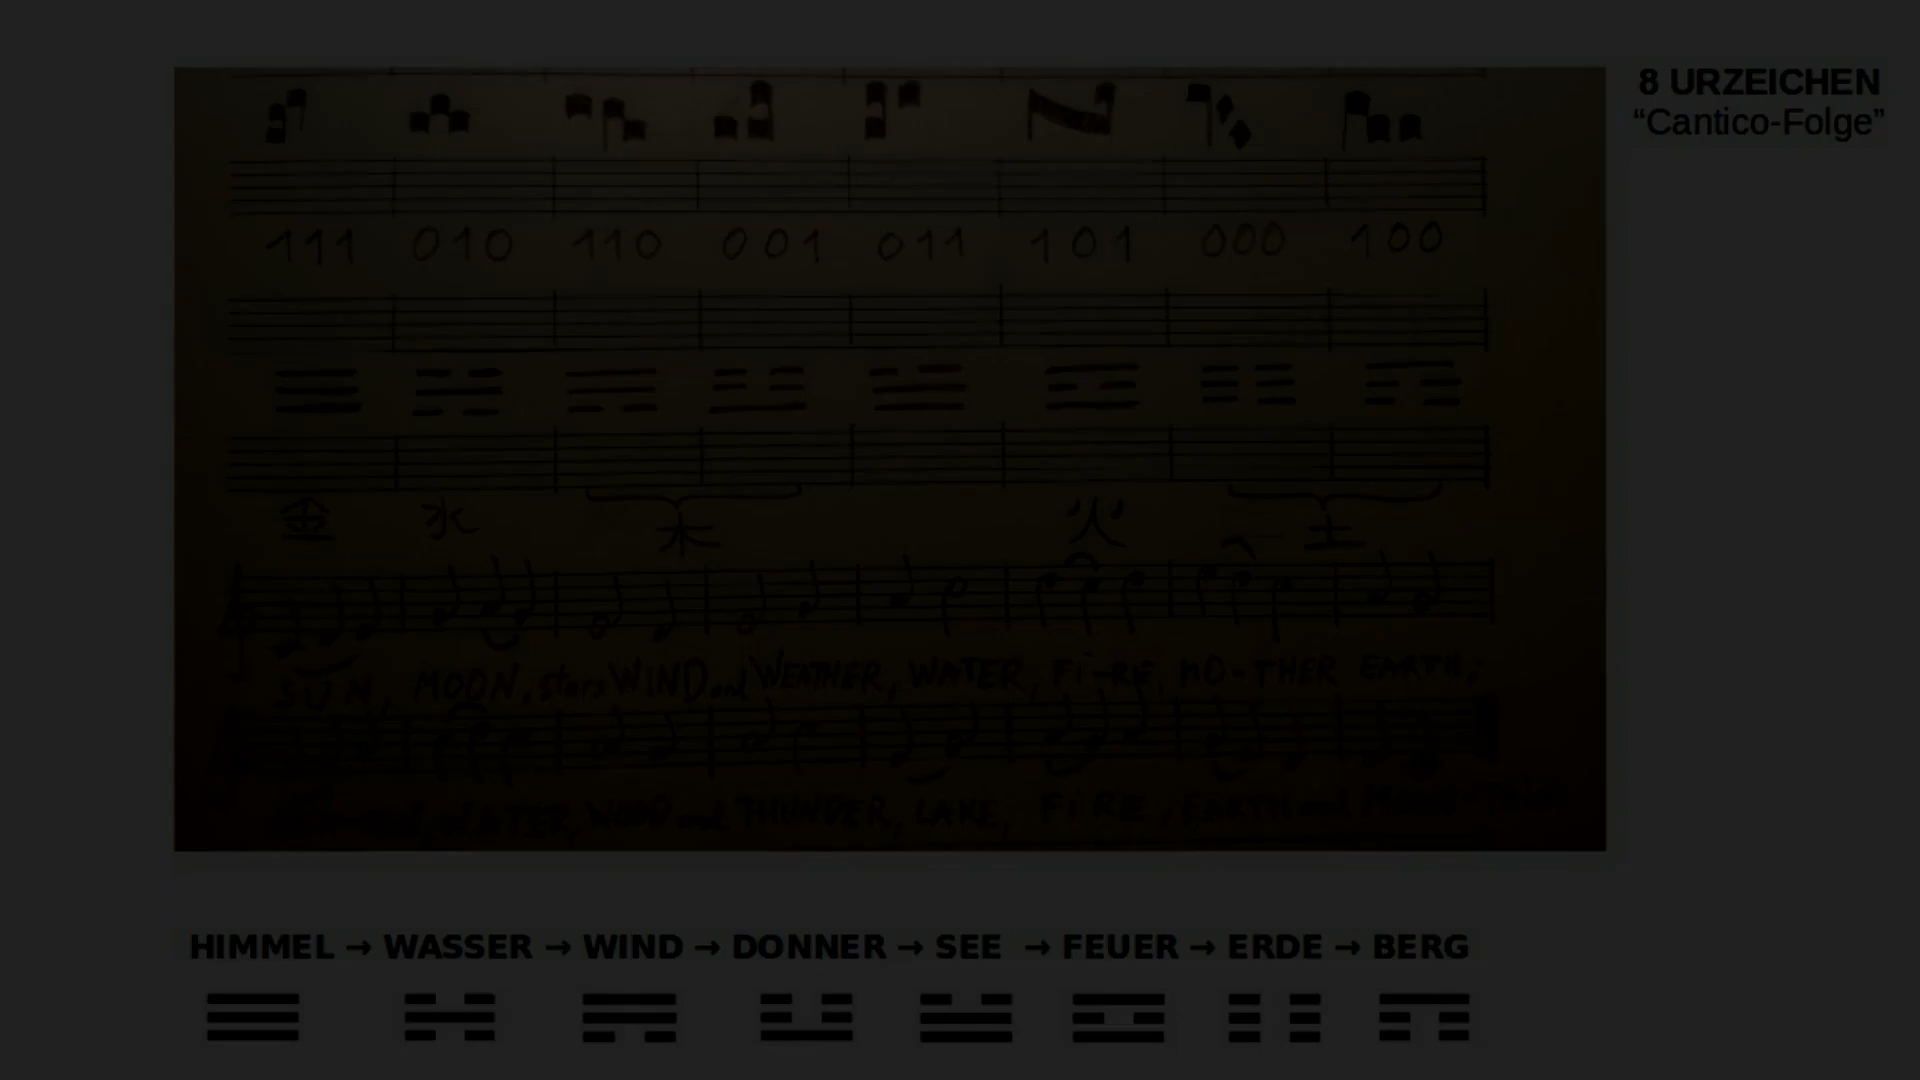 8 URZEICHEN
“Cantico-Folge”
111 010 110 001 011 101 000 100
金 水 木 火 土
SUN, MOON, stars WIND and WEATHER, WATER, Fi-RE, MO-THER EARTH;
WATER, WOOD and THUNDER, LAKE, FiRE, EARTH and
HIMMEL → WASSER → WIND → DONNER → SEE → FEUER → ERDE → BERG